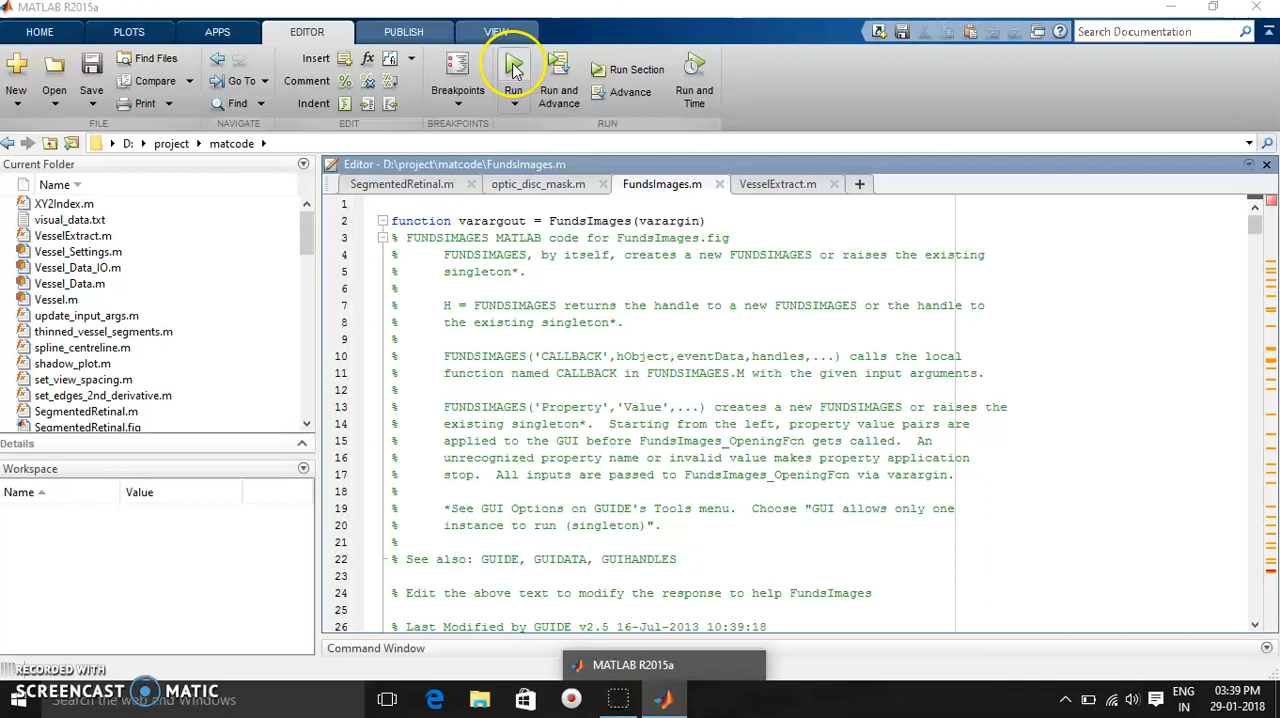 MATLAB R2015a
HOME PLOTS APPS EDITOR PUBLISH VIEW
Search Documentation
New Open Save Find Files Compare Print
Go To Find
Insert fx
Comment
Indent
Breakpoints Run Run and Advance Run Section Advance Run and Time
FILE NAVIGATE EDIT BREAKPOINTS RUN
D: project matcode
Current Folder
Name
XY2Index.m
visual_data.txt
VesselExtract.m
Vessel_Settings.m
Vessel_Data_IO.m
Vessel_Data.m
Vessel.m
update_input_args.m
thinned_vessel_segments.m
spline_centreline.m
shadow_plot.m
set_view_spacing.m
set_edges_2nd_derivative.m
SegmentedRetinal.m
SegmentedRetinal.fig
Details
Workspace
Name Value
Editor - D:\project\matcode\FundsImages.m
SegmentedRetinal.m optic_disc_mask.m FundsImages.m VesselExtract.m
1
2 function varargout = FundsImages(varargin)
3 % FUNDSIMAGES MATLAB code for FundsImages.fig
4 % FUNDSIMAGES, by itself, creates a new FUNDSIMAGES or raises the existing
5 % singleton*.
6 %
7 % H = FUNDSIMAGES returns the handle to a new FUNDSIMAGES or the handle to
8 % the existing singleton*.
9 %
10 % FUNDSIMAGES('CALLBACK',hObject,eventData,handles,...) calls the local
11 % function named CALLBACK in FUNDSIMAGES.M with the given input arguments.
12 %
13 % FUNDSIMAGES('Property','Value',...) creates a new FUNDSIMAGES or raises the
14 % existing singleton*. Starting from the left, property value pairs are
15 % applied to the GUI before FundsImages_OpeningFcn gets called. An
16 % unrecognized property name or invalid value makes property application
17 % stop. All inputs are passed to FundsImages_OpeningFcn via varargin.
18 %
19 % *See GUI Options on GUIDE's Tools menu. Choose "GUI allows only one
20 % instance to run (singleton)".
21 %
22 % See also: GUIDE, GUIDATA, GUIHANDLES
23
24 % Edit the above text to modify the response to help FundsImages
25
26 % Last Modified by GUIDE v2.5 16-Jul-2013 10:39:18
Command Window
MATLAB R2015a
RECORDED WITH
SCREENCAST MATIC
Search the web and Windows
ENG
IN
03:39 PM
29-01-2018